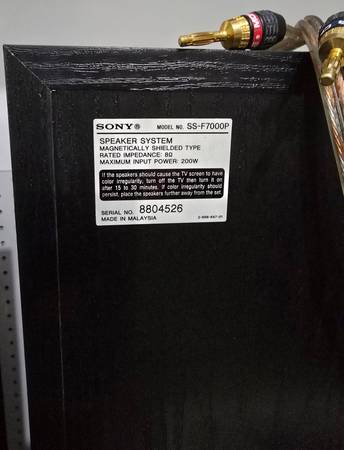 SONY® MODEL NO. SS-F7000P
SPEAKER SYSTEM
MAGNETICALLY SHIELDED TYPE
RATED IMPEDANCE: 8Ω
MAXIMUM INPUT POWER: 200W
If the speakers should cause the TV screen to have
color irregularity, turn off the TV then turn it on
after 15 to 30 minutes. If color irregularity should
persist, place the speakers further away from the set.
SERIAL NO. 8804526
MADE IN MALAYSIA